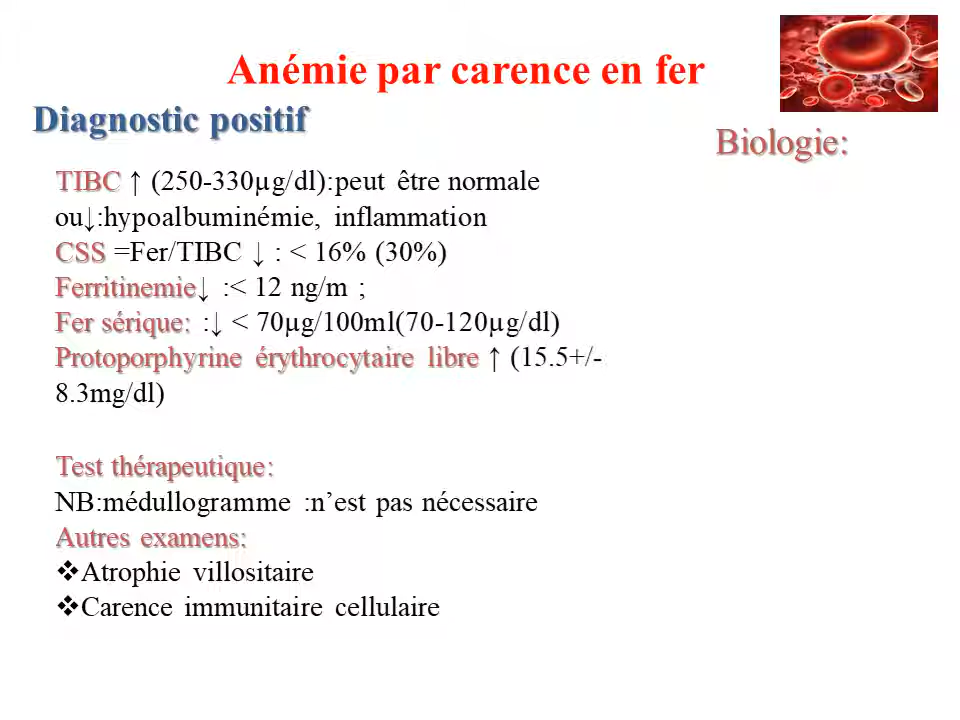 Anémie par carence en fer
Diagnostic positif
Biologie:
TIBC ↑ (250-330µg/dl):peut être normale
ou↓:hypoalbuminémie, inflammation
CSS =Fer/TIBC ↓ : < 16% (30%)
Ferritinemie↓ :< 12 ng/m ;
Fer sérique: :↓ < 70µg/100ml(70-120µg/dl)
Protoporphyrine érythrocytaire libre ↑ (15.5+/-
8.3mg/dl)
Test thérapeutique:
NB:médullogramme :n’est pas nécessaire
Autres examens:
❖Atrophie villositaire
❖Carence immunitaire cellulaire